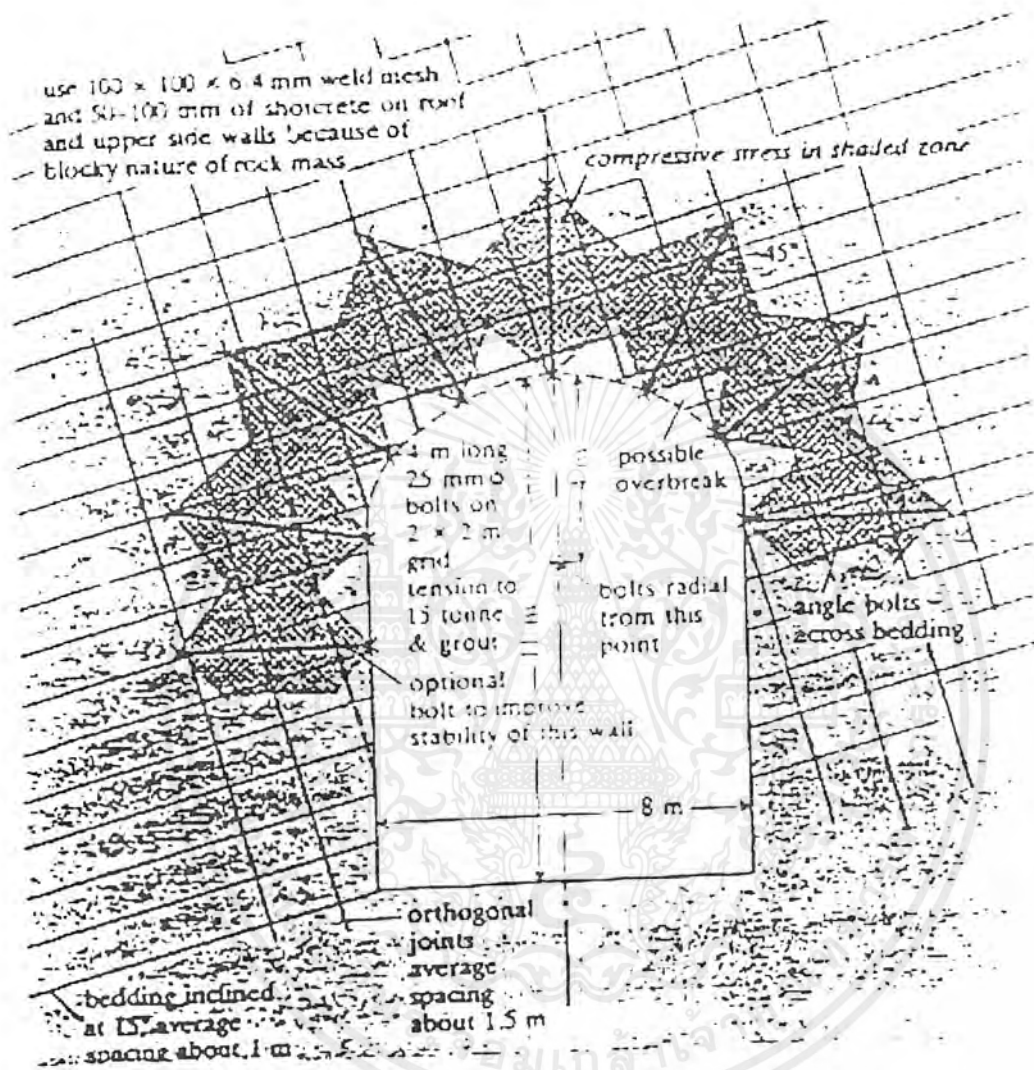 use 100 × 100 × 6.4 mm weld mesh
and 50-100 mm of shotcrete on roof
and upper side walls because of
blocky nature of rock mass
compressive stress in shaded zone
45°
4 m long
25 mm ø
bolts on
2 × 2 m
grid
tension to
15 tonne
& grout
possible
overbreak
bolts radial
from this
point
angle bolts
across bedding
optional
bolt to improve
stability of this wall
8 m
orthogonal
joints
average
spacing
about 1.5 m
bedding inclined
at 15° average
spacing about 1 m